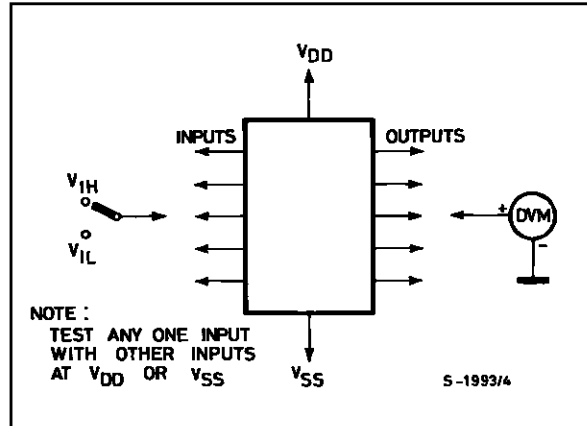 VDD
INPUTS
OUTPUTS
VIH
VIL
+
DVM
-
NOTE :
TEST ANY ONE INPUT
WITH OTHER INPUTS
AT VDD OR VSS
VSS
S-1993/4